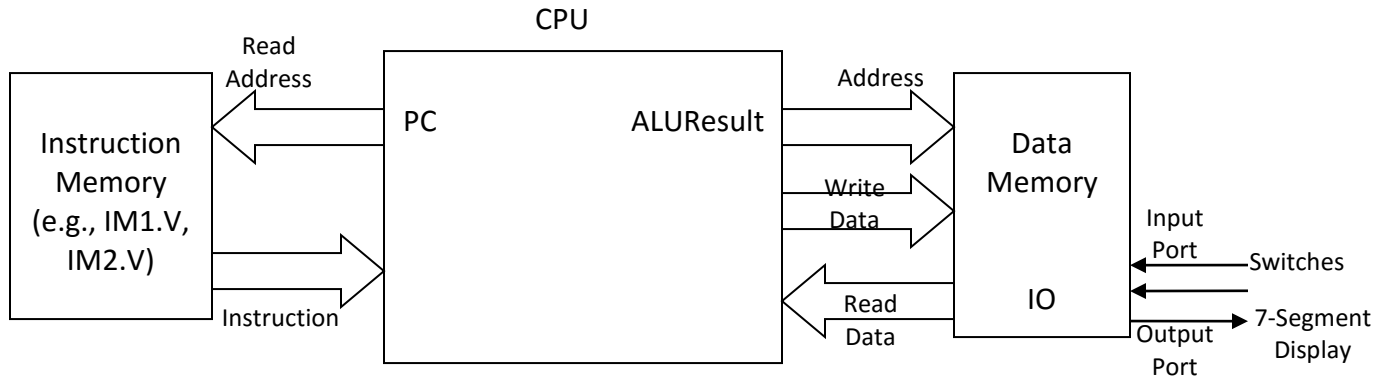 CPU
Read
Address
Instruction
Memory
(e.g., IM1.V,
IM2.V)
Instruction
PC
ALUResult
Address
Write
Data
Read
Data
Data
Memory
IO
Input
Port
Switches
Output
Port
7-Segment
Display